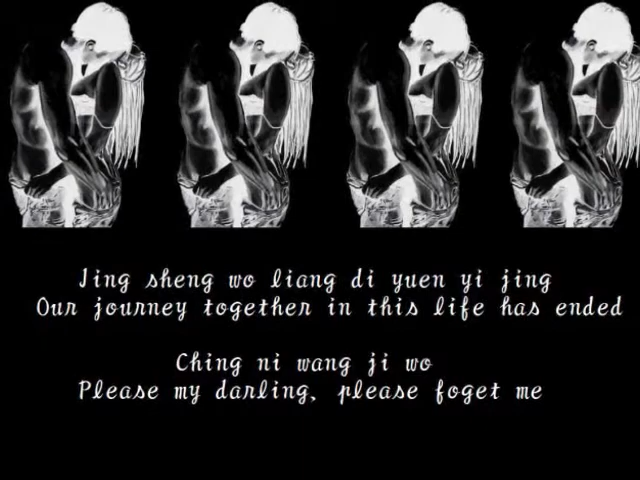 Jing sheng wo liang di yuen yi jing
Our journey together in this life has ended
Ching ni wang ji wo
Please my darling, please foget me